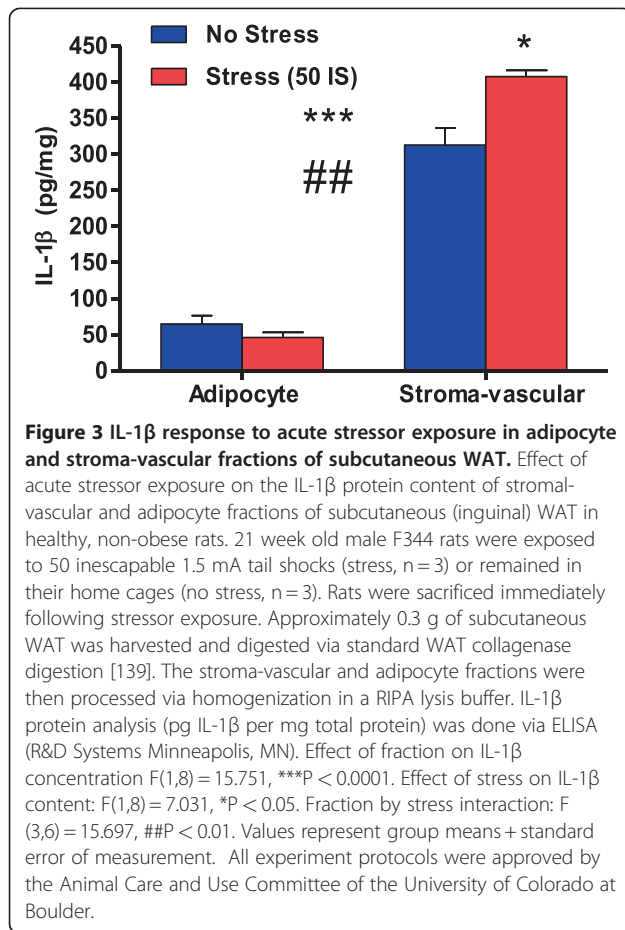 No Stress
Stress (50 IS)
***
##
*
450
400
350
300
250
200
150
100
50
0
IL-1β (pg/mg)
Adipocyte
Stroma-vascular
Figure 3 IL-1β response to acute stressor exposure in adipocyte
and stroma-vascular fractions of subcutaneous WAT. Effect of
acute stressor exposure on the IL-1β protein content of stromal-
vascular and adipocyte fractions of subcutaneous (inguinal) WAT in
healthy, non-obese rats. 21 week old male F344 rats were exposed
to 50 inescapable 1.5 mA tail shocks (stress, n = 3) or remained in
their home cages (no stress, n = 3). Rats were sacrificed immediately
following stressor exposure. Approximately 0.3 g of subcutaneous
WAT was harvested and digested via standard WAT collagenase
digestion [139]. The stroma-vascular and adipocyte fractions were
then processed via homogenization in a RIPA lysis buffer. IL-1β
protein analysis (pg IL-1β per mg total protein) was done via ELISA
(R&D Systems Minneapolis, MN). Effect of fraction on IL-1β
concentration F(1,8) = 15.751, ***P < 0.0001. Effect of stress on IL-1β
content: F(1,8) = 7.031, *P < 0.05. Fraction by stress interaction: F
(3,6) = 15.697, ##P < 0.01. Values represent group means + standard
error of measurement. All experiment protocols were approved by
the Animal Care and Use Committee of the University of Colorado at
Boulder.